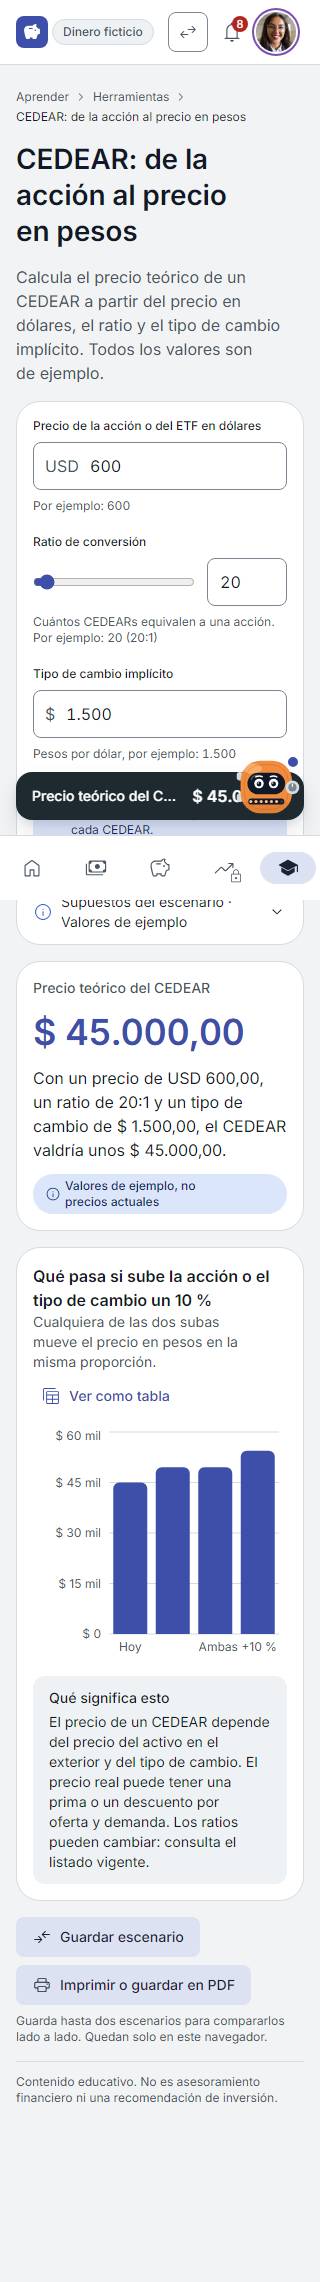 Dinero ficticio
8
Aprender > Herramientas >
CEDEAR: de la acción al precio en pesos
CEDEAR: de la
acción al precio
en pesos
Calcula el precio teórico de un
CEDEAR a partir del precio en
dólares, el ratio y el tipo de cambio
implícito. Todos los valores son
de ejemplo.
Precio de la acción o del ETF en dólares
USD 600
Por ejemplo: 600
Ratio de conversión
20
Cuántos CEDEARs equivalen a una acción.
Por ejemplo: 20 (20:1)
Tipo de cambio implícito
$ 1.500
Pesos por dólar, por ejemplo: 1.500
Precio teórico del C... $ 45.0
cada CEDEAR.
Supuestos del escenario ·
Valores de ejemplo
Precio teórico del CEDEAR
$ 45.000,00
Con un precio de USD 600,00,
un ratio de 20:1 y un tipo de
cambio de $ 1.500,00, el CEDEAR
valdría unos $ 45.000,00.
Valores de ejemplo, no
precios actuales
Qué pasa si sube la acción o el
tipo de cambio un 10 %
Cualquiera de las dos subas
mueve el precio en pesos en la
misma proporción.
Ver como tabla
$ 60 mil
$ 45 mil
$ 30 mil
$ 15 mil
$ 0
Hoy Ambas +10 %
Qué significa esto
El precio de un CEDEAR depende
del precio del activo en el
exterior y del tipo de cambio. El
precio real puede tener una
prima o un descuento por
oferta y demanda. Los ratios
pueden cambiar: consulta el
listado vigente.
Guardar escenario
Imprimir o guardar en PDF
Guarda hasta dos escenarios para compararlos
lado a lado. Quedan solo en este navegador.
Contenido educativo. No es asesoramiento
financiero ni una recomendación de inversión.